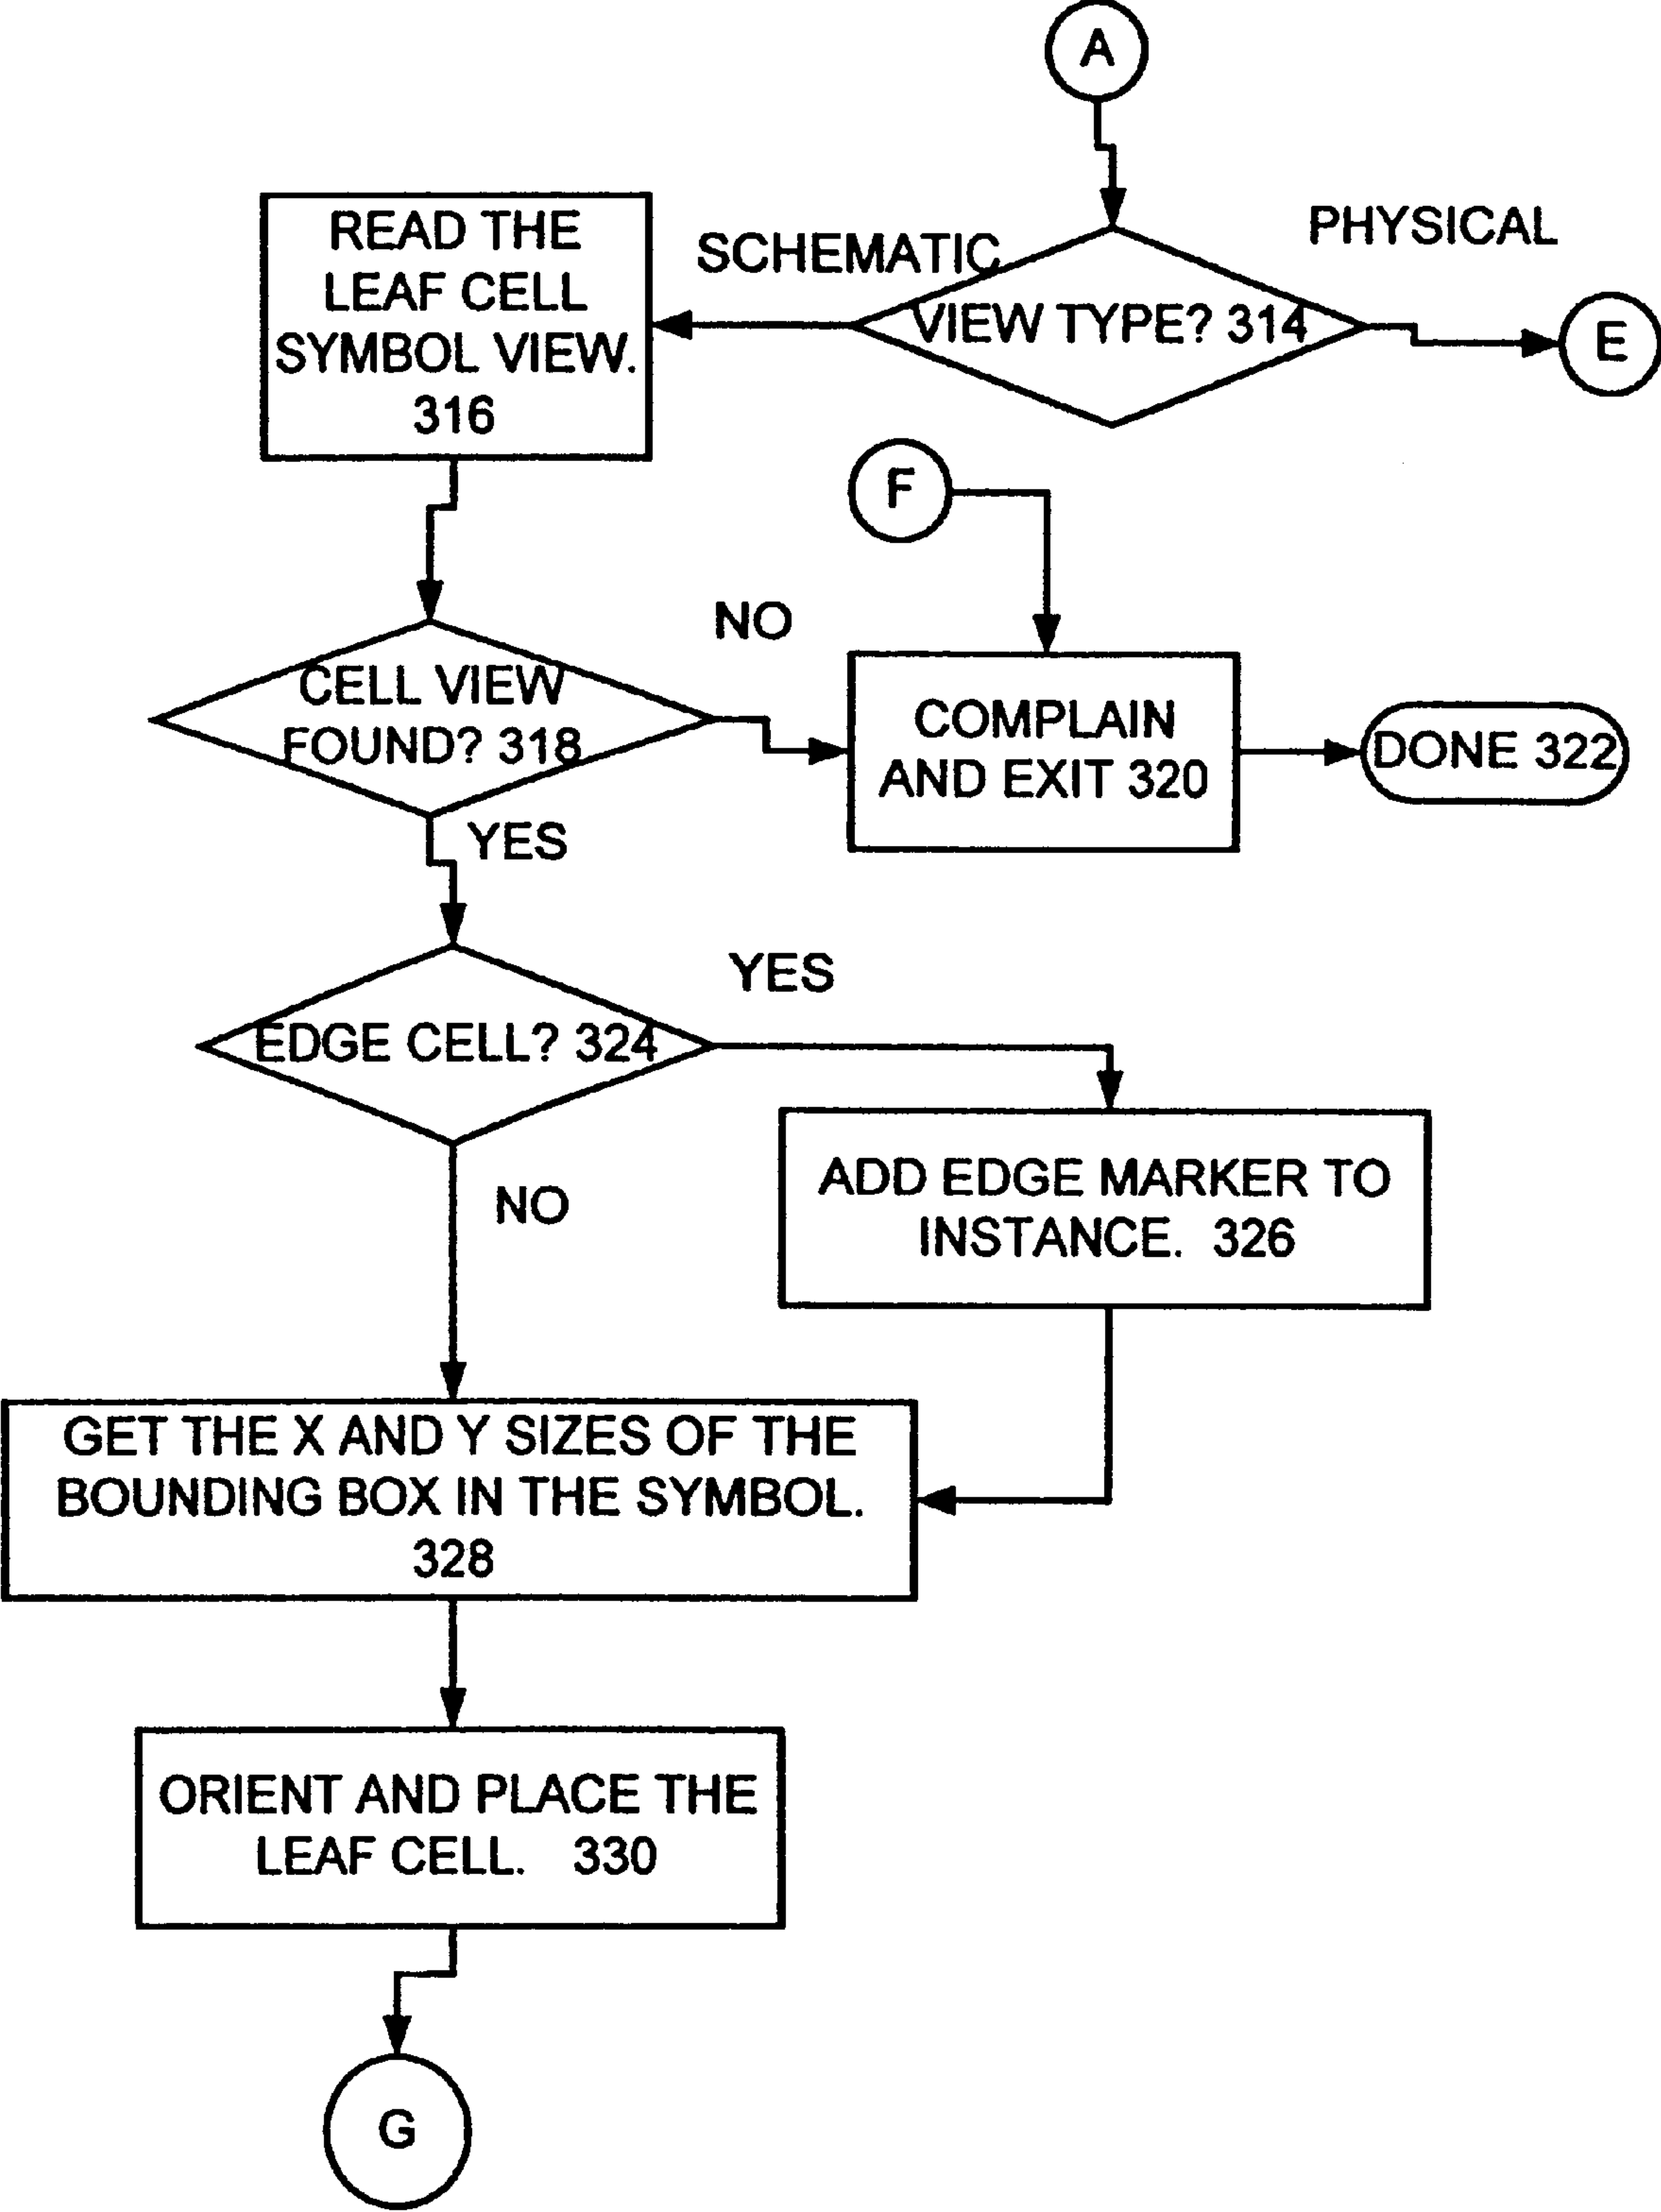 A
PHYSICAL
SCHEMATIC
VIEW TYPE? 314
E
READ THE
LEAF CELL
SYMBOL VIEW.
316
F
NO
CELL VIEW
FOUND? 318
COMPLAIN
AND EXIT 320
DONE 322
YES
YES
EDGE CELL? 324
ADD EDGE MARKER TO
INSTANCE. 326
NO
GET THE X AND Y SIZES OF THE
BOUNDING BOX IN THE SYMBOL.
328
ORIENT AND PLACE THE
LEAF CELL. 330
G